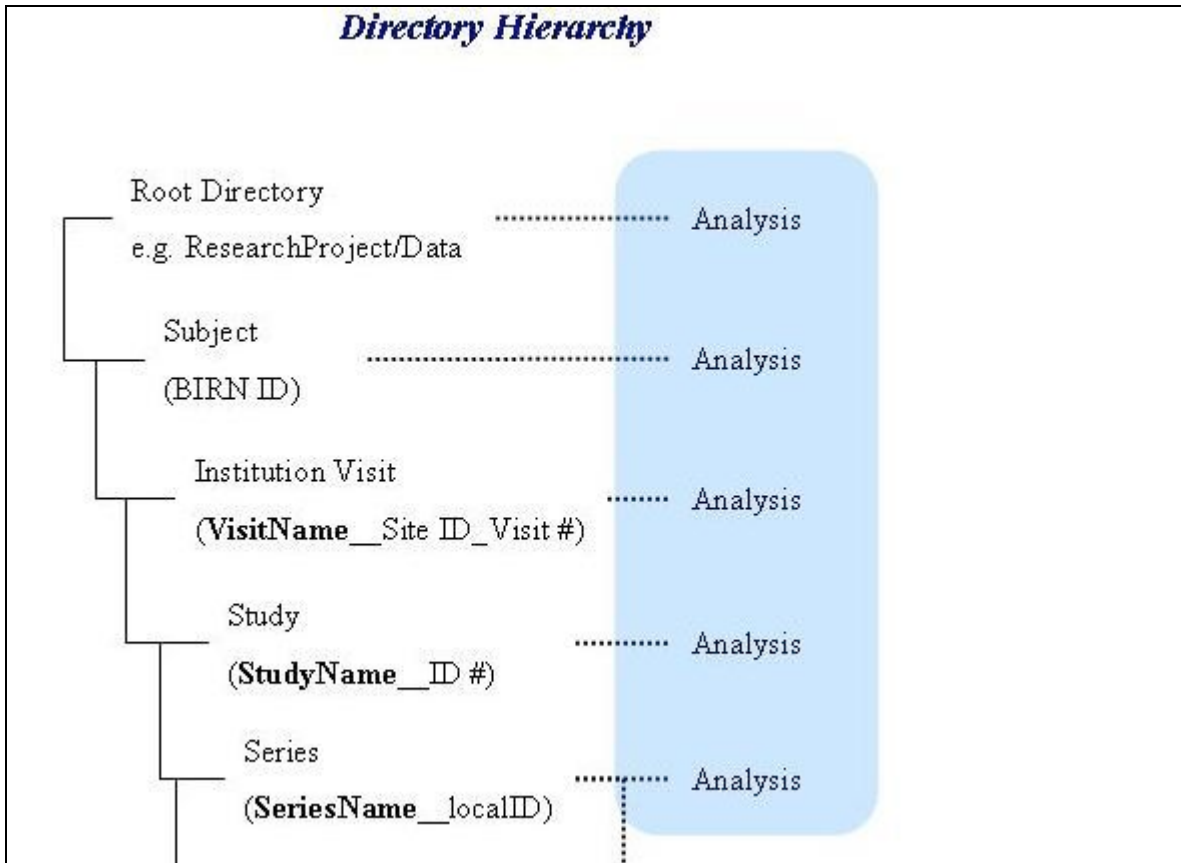 Directory Hierarchy
Root Directory
e.g. ResearchProject/Data
Analysis
Subject
(BIRN ID)
Analysis
Institution Visit
(VisitName__Site ID_Visit #)
Analysis
Study
(StudyName__ID #)
Analysis
Series
(SeriesName__localID)
Analysis